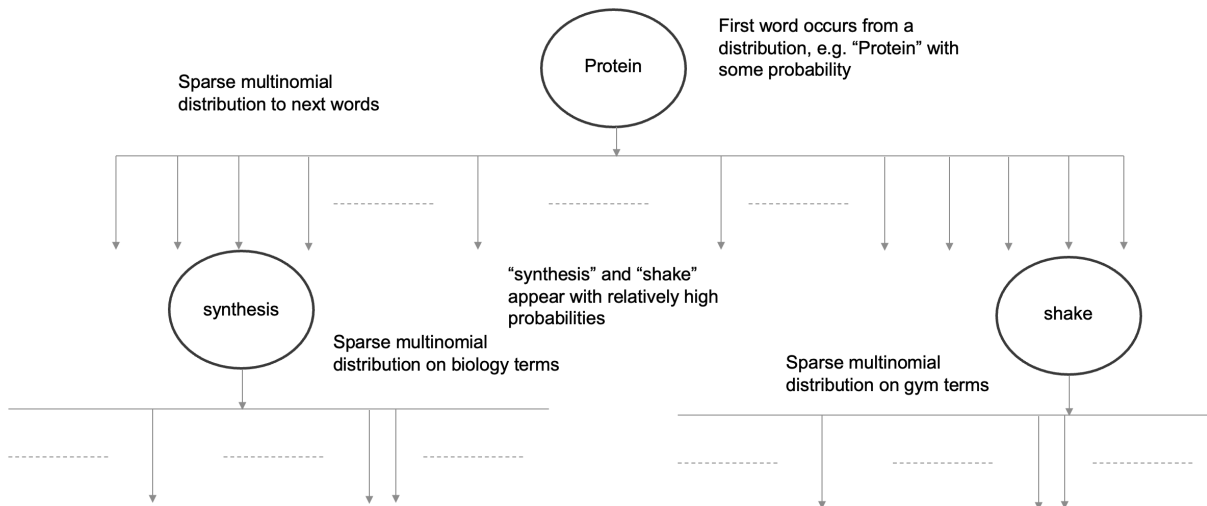 First word occurs from a
distribution, e.g. “Protein” with
some probability
Protein
Sparse multinomial
distribution to next words
synthesis
“synthesis” and “shake”
appear with relatively high
probabilities
shake
Sparse multinomial
distribution on biology terms
Sparse multinomial
distribution on gym terms